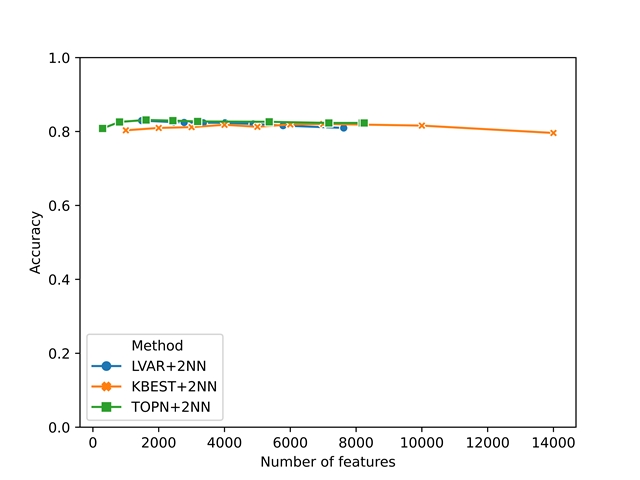 1.0
0.8
0.6
0.4
0.2
0.0
Accuracy
Method
LVAR+2NN
KBEST+2NN
TOPN+2NN
0 2000 4000 6000 8000 10000 12000 14000
Number of features